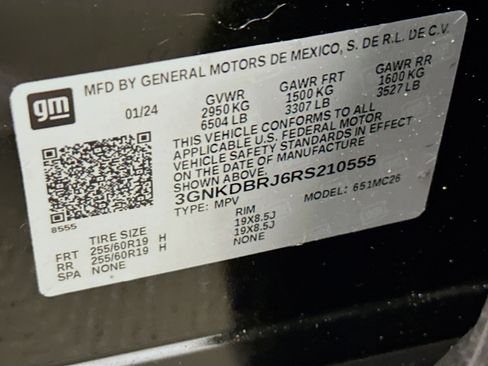 gm
MFD BY GENERAL MOTORS DE MEXICO, S. DE R.L. DE C.V.
01/24 GVWR GAWR FRT GAWR RR
2950 KG 1500 KG 1600 KG
6504 LB 3307 LB 3527 LB
THIS VEHICLE CONFORMS TO ALL
APPLICABLE U.S. FEDERAL MOTOR
VEHICLE SAFETY STANDARDS IN EFFECT
ON THE DATE OF MANUFACTURE
3GNKDBRJ6RS210555
8555
TYPE: MPV MODEL: 651MC26
TIRE SIZE RIM
FRT 255/60R19 H 19X8.5J
RR 255/60R19 H 19X8.5J
SPA NONE NONE